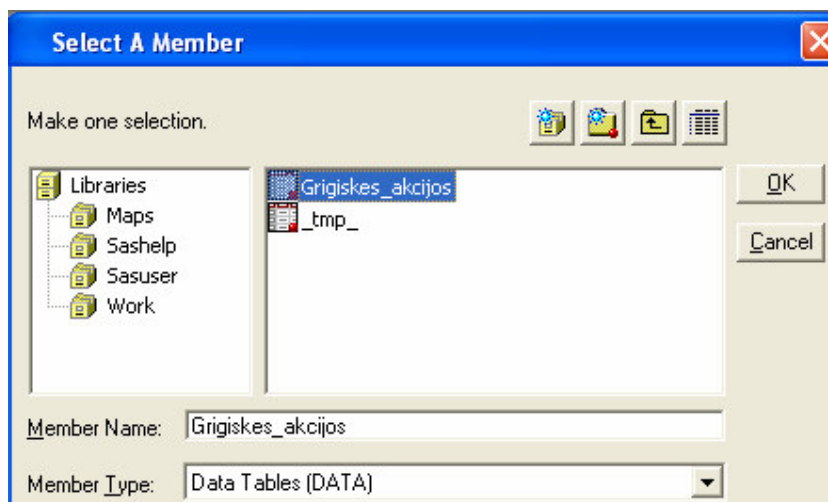 Select A Member
Make one selection.
Libraries
Maps
Sashelp
Sasuser
Work
Grigiskes_akcijos
_tmp_
OK
Cancel
Member Name: Grigiskes_akcijos
Member Type: Data Tables (DATA)